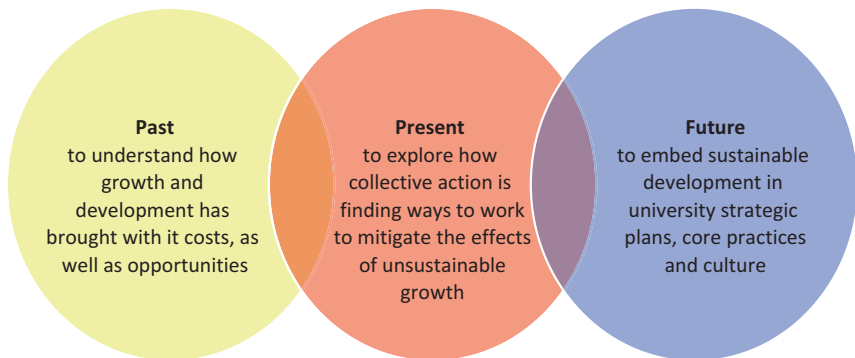 Past
to understand how
growth and
development has
brought with it costs, as
well as opportunities
Present
to explore how
collective action is
finding ways to work
to mitigate the effects
of unsustainable
growth
Future
to embed sustainable
development in
university strategic
plans, core practices
and culture